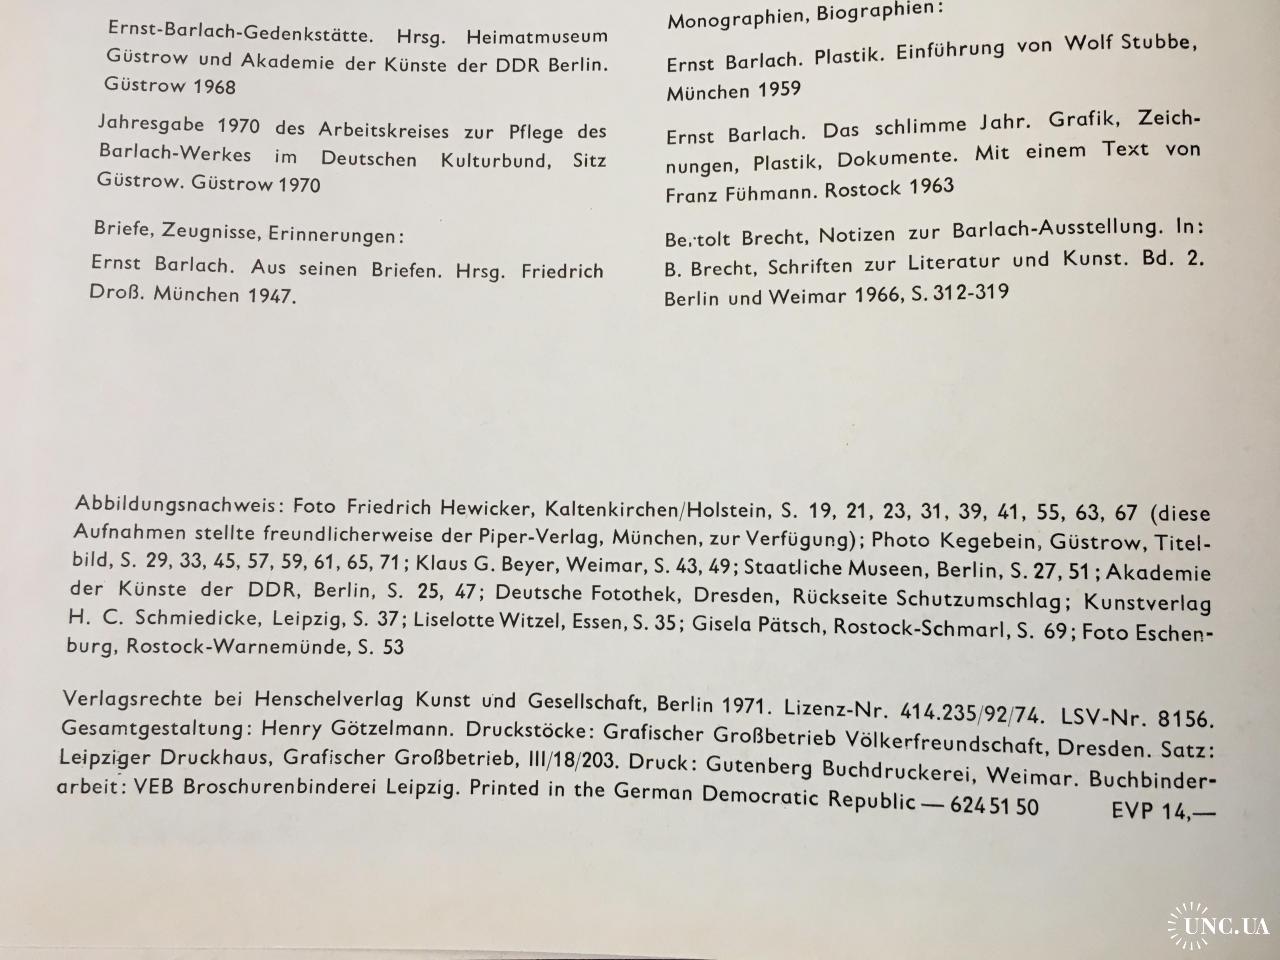 Ernst-Barlach-Gedenkstätte. Hrsg. Heimatmuseum
Güstrow und Akademie der Künste der DDR Berlin.
Güstrow 1968
Jahresgabe 1970 des Arbeitskreises zur Pflege des
Barlach-Werkes im Deutschen Kulturbund, Sitz
Güstrow. Güstrow 1970
Briefe, Zeugnisse, Erinnerungen:
Ernst Barlach. Aus seinen Briefen. Hrsg. Friedrich
Droß. München 1947.
Monographien, Biographien:
Ernst Barlach. Plastik. Einführung von Wolf Stubbe,
München 1959
Ernst Barlach. Das schlimme Jahr. Grafik, Zeich-
nungen, Plastik, Dokumente. Mit einem Text von
Franz Fühmann. Rostock 1963
Bertolt Brecht, Notizen zur Barlach-Ausstellung. In:
B. Brecht, Schriften zur Literatur und Kunst. Bd. 2.
Berlin und Weimar 1966, S. 312-319
Abbildungsnachweis: Foto Friedrich Hewicker, Kaltenkirchen/Holstein, S. 19, 21, 23, 31, 39, 41, 55, 63, 67 (diese
Aufnahmen stellte freundlicherweise der Piper-Verlag, München, zur Verfügung); Photo Kegebein, Güstrow, Titel-
bild, S. 29, 33, 45, 57, 59, 61, 65, 71; Klaus G. Beyer, Weimar, S. 43, 49; Staatliche Museen, Berlin, S. 27, 51; Akademie
der Künste der DDR, Berlin, S. 25, 47; Deutsche Fotothek, Dresden, Rückseite Schutzumschlag; Kunstverlag
H. C. Schmiedicke, Leipzig, S. 37; Liselotte Witzel, Essen, S. 35; Gisela Pätsch, Rostock-Schmarl, S. 69; Foto Eschen-
burg, Rostock-Warnemünde, S. 53
Verlagsrechte bei Henschelverlag Kunst und Gesellschaft, Berlin 1971. Lizenz-Nr. 414.235/92/74. LSV-Nr. 8156.
Gesamtgestaltung: Henry Götzelmann. Druckstöcke: Grafischer Großbetrieb Völkerfreundschaft, Dresden. Satz:
Leipziger Druckhaus, Grafischer Großbetrieb, III/18/203. Druck: Gutenberg Buchdruckerei, Weimar. Buchbinder-
arbeit: VEB Broschurenbinderei Leipzig. Printed in the German Democratic Republic — 624 51 50 EVP 14,—
UNC.UA